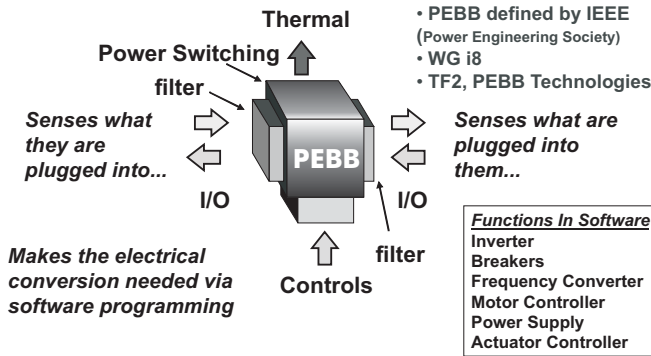 Thermal
• PEBB defined by IEEE
(Power Engineering Society)
• WG i8
• TF2, PEBB Technologies
Power Switching
filter
Senses what
they are
plugged into...
PEBB
Senses what are
plugged into
them...
I/O
I/O
filter
Controls
Makes the electrical
conversion needed via
software programming
Functions In Software
Inverter
Breakers
Frequency Converter
Motor Controller
Power Supply
Actuator Controller